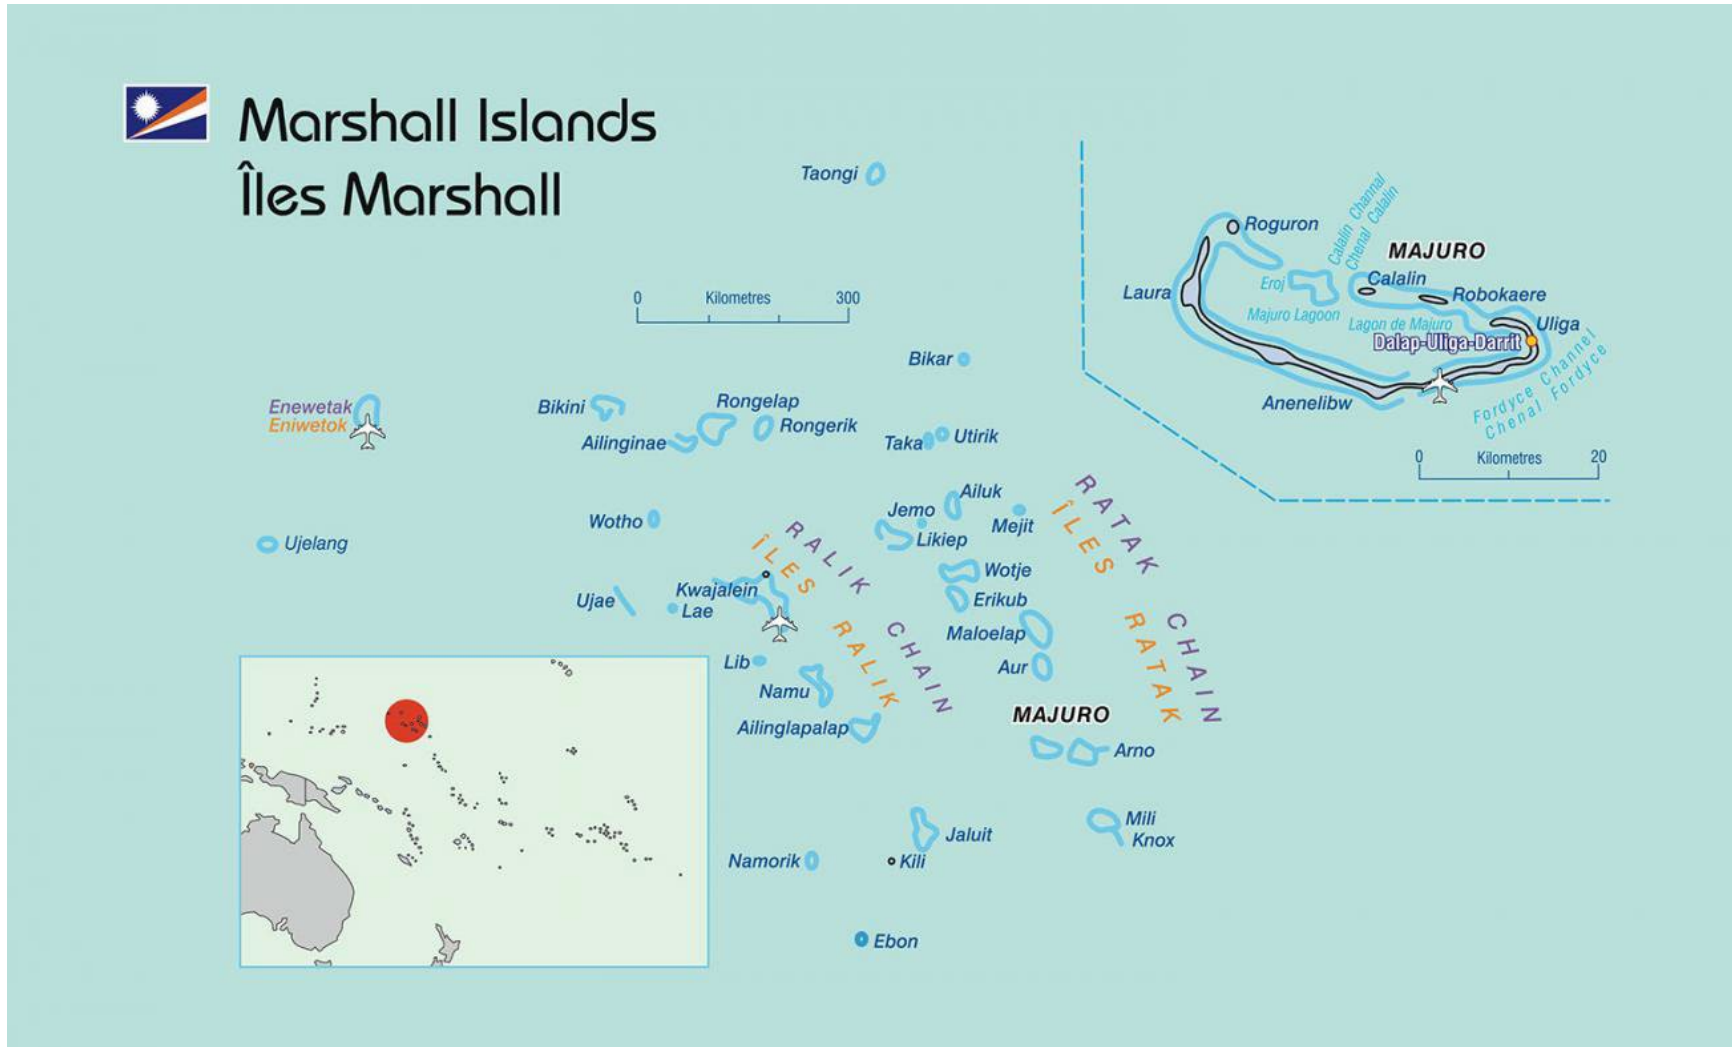 Marshall Islands
Îles Marshall
Taongi
0 Kilometres 300
Bikar
Enewetak
Eniwetok
Bikini
Rongelap
Rongerik
Ailinginae
Taka
Utirik
Ailuk
Jemo
Mejit
Likiep
Wotho
Ujelang
RALIK CHAIN
ÎLES RALIK
RATAK CHAIN
ÎLES RATAK
Wotje
Kwajalein
Erikub
Ujae
Lae
Maloelap
Lib
Aur
Namu
MAJURO
Ailinglapalap
Arno
Mili
Knox
Jaluit
Namorik
Kili
Ebon
Roguron
Calalin Channal
Chenal Calalin
MAJURO
Laura
Eroj
Calalin
Robokaere
Majuro Lagoon
Lagon de Majuro
Uliga
Dalap-Uliga-Darrit
Anenelibw
Fordyce Channel
Chenal Fordyce
0 Kilometres 20